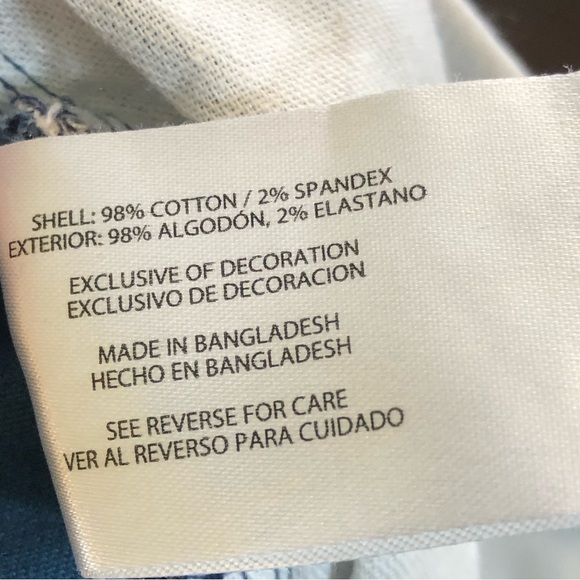 SHELL: 98% COTTON / 2% SPANDEX
EXTERIOR: 98% ALGODÓN, 2% ELASTANO
EXCLUSIVE OF DECORATION
EXCLUSIVO DE DECORACION
MADE IN BANGLADESH
HECHO EN BANGLADESH
SEE REVERSE FOR CARE
VER AL REVERSO PARA CUIDADO